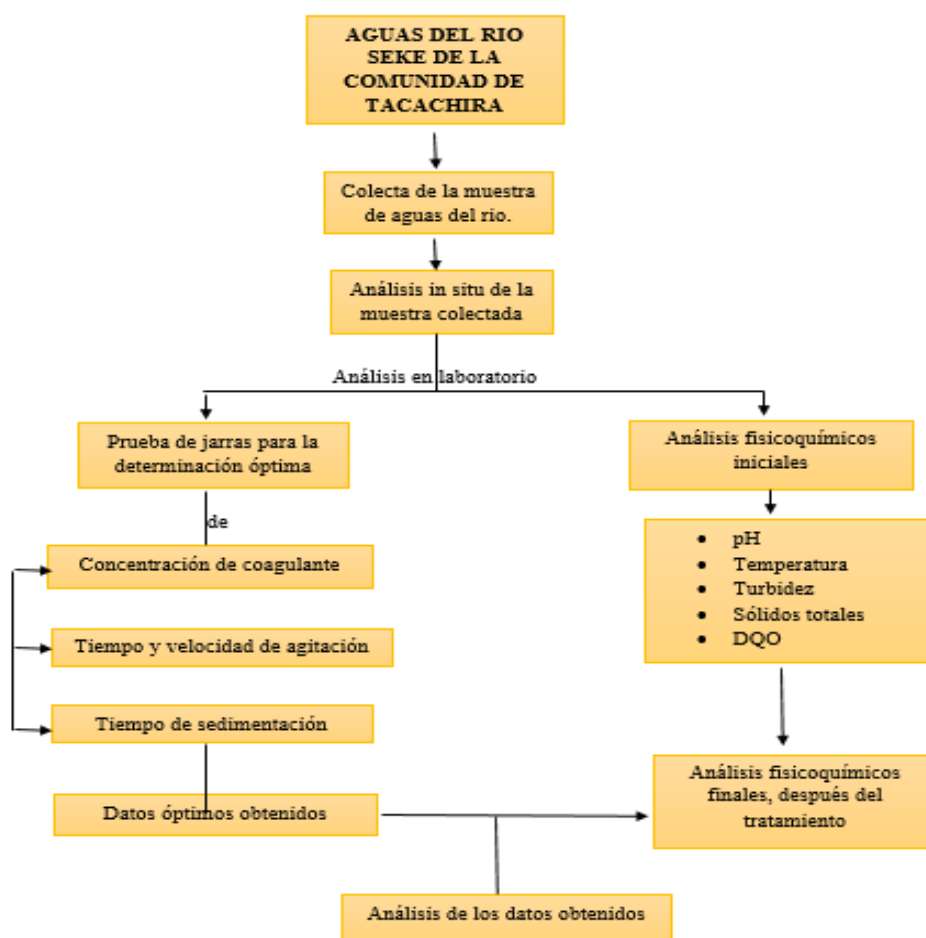 AGUAS DEL RIO
SEKE DE LA
COMUNIDAD DE
TACACHIRA
Colecta de la muestra
de aguas del rio.
Análisis in situ de la
muestra colectada
Análisis en laboratorio
Prueba de jarras para la
determinación óptima
de
Concentración de coagulante
Tiempo y velocidad de agitación
Tiempo de sedimentación
Datos óptimos obtenidos
Análisis fisicoquímicos
iniciales
• pH
• Temperatura
• Turbidez
• Sólidos totales
• DQO
Análisis fisicoquímicos
finales, después del
tratamiento
Análisis de los datos obtenidos